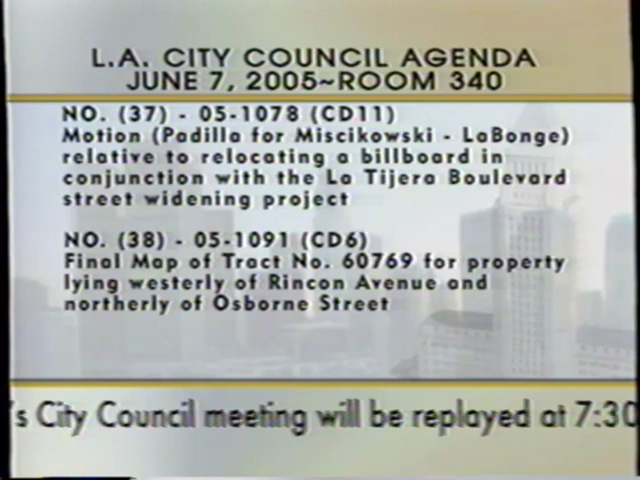 L.A. CITY COUNCIL AGENDA
JUNE 7, 2005~ROOM 340
NO. (37) - 05-1078 (CD11)
Motion (Padilla for Miscikowski - LaBonge)
relative to relocating a billboard in
conjunction with the La Tijera Boulevard
street widening project
NO. (38) - 05-1091 (CD6)
Final Map of Tract No. 60769 for property
lying westerly of Rincon Avenue and
northerly of Osborne Street
's City Council meeting will be replayed at 7:30